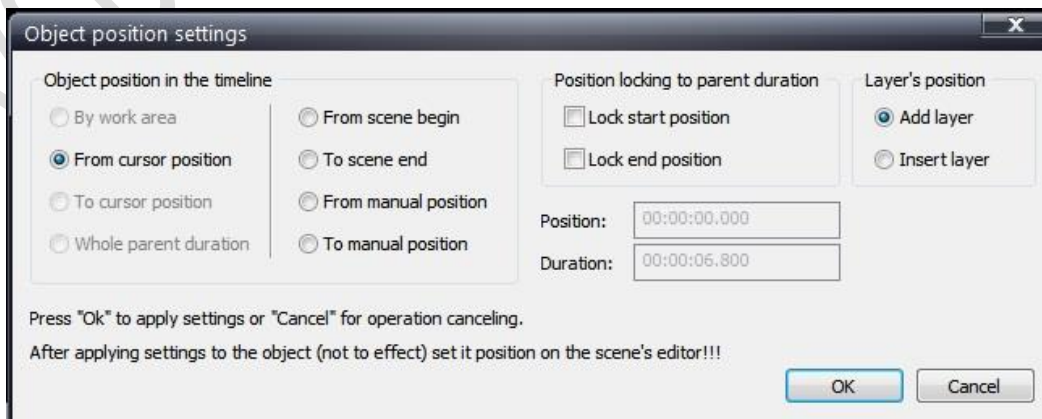 Object position settings
X
Object position in the timeline
By work area
From cursor position
To cursor position
Whole parent duration
From scene begin
To scene end
From manual position
To manual position
Position locking to parent duration
Lock start position
Lock end position
Layer's position
Add layer
Insert layer
Position: 00:00:00.000
Duration: 00:00:06.800
Press "Ok" to apply settings or "Cancel" for operation canceling.
After applying settings to the object (not to effect) set it position on the scene's editor!!!
OK Cancel